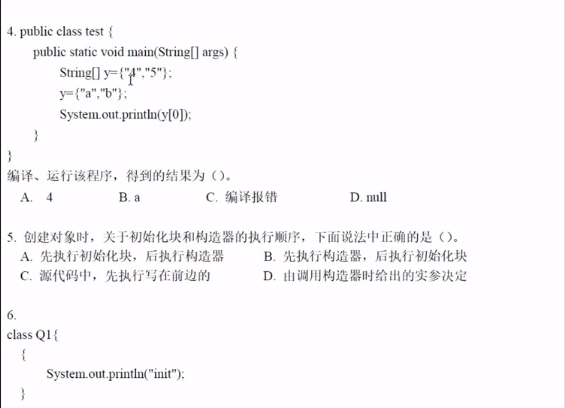 4. public class test {
public static void main(String[] args) {
String[] y={"4","5"};
y={"a","b"};
System.out.println(y[0]);
}
}
编译、运行该程序，得到的结果为（）。
A. 4 B. a C. 编译报错 D. null
5. 创建对象时，关于初始化块和构造器的执行顺序，下面说法中正确的是（）。
A. 先执行初始化块，后执行构造器 B. 先执行构造器，后执行初始化块
C. 源代码中，先执行写在前边的 D. 由调用构造器时给出的实参决定
6.
class Q1{
{
System.out.println("init");
}